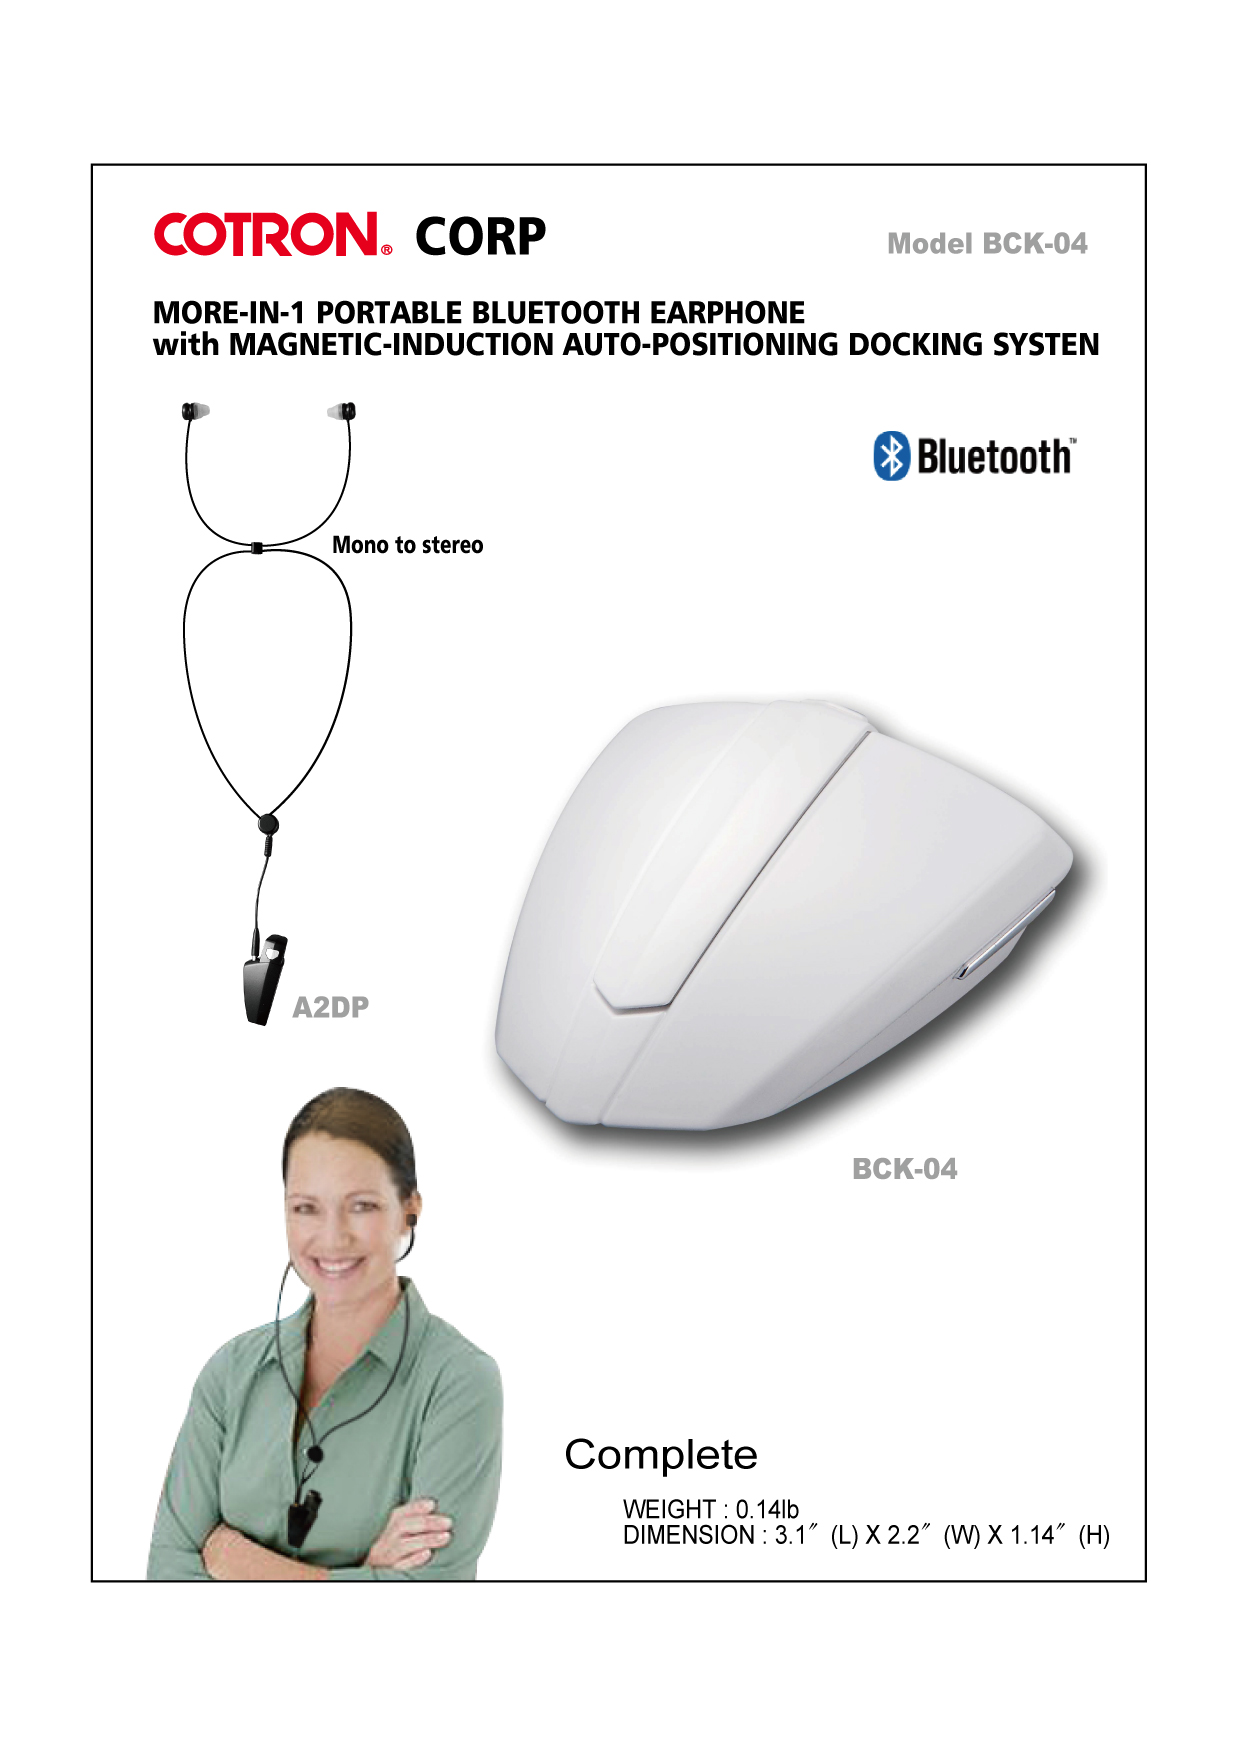 COTRON® CORP
Model BCK-04
MORE-IN-1 PORTABLE BLUETOOTH EARPHONE
with MAGNETIC-INDUCTION AUTO-POSITIONING DOCKING SYSTEN
Bluetooth™
Mono to stereo
A2DP
BCK-04
Complete
WEIGHT : 0.14lb
DIMENSION : 3.1″ (L) X 2.2″ (W) X 1.14″ (H)